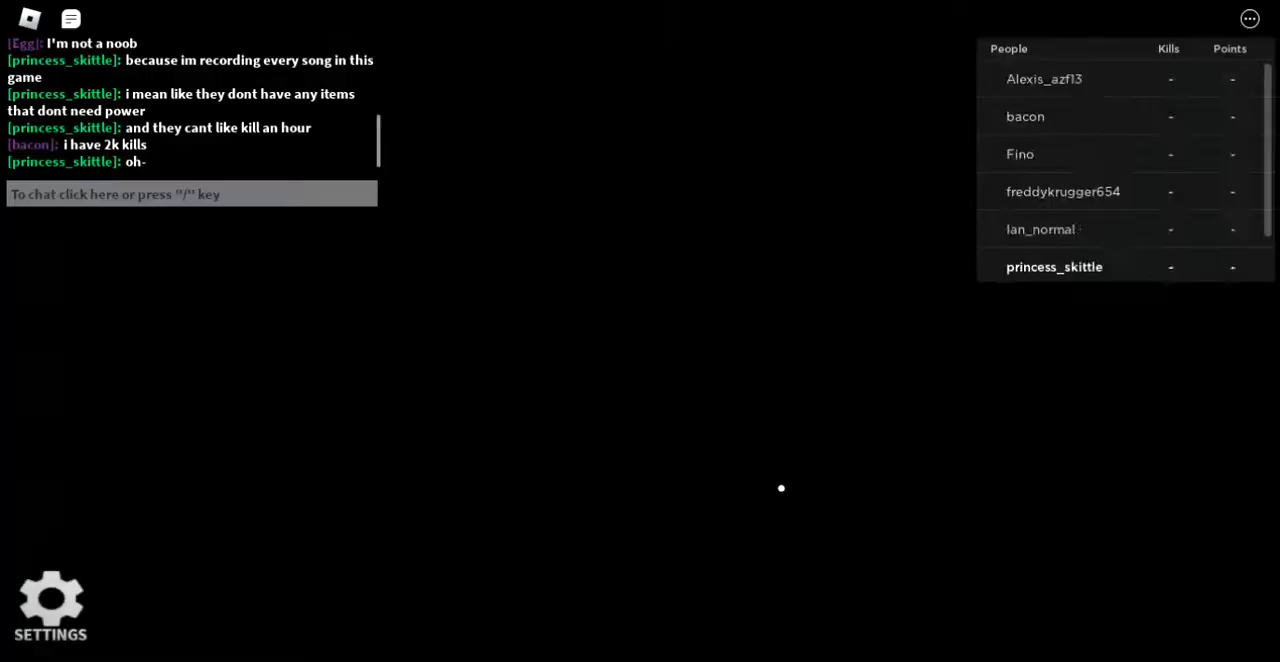 [Egg]: I'm not a noob
[princess_skittle]: because im recording every song in this
game
[princess_skittle]: i mean like they dont have any items
that dont need power
[princess_skittle]: and they cant like kill an hour
[bacon]: i have 2k kills
[princess_skittle]: oh-
To chat click here or press "/" key
People Kills Points
Alexis_azf13 - -
bacon - -
Fino - -
freddykrugger654 - -
Ian_normal - -
princess_skittle - -
SETTINGS